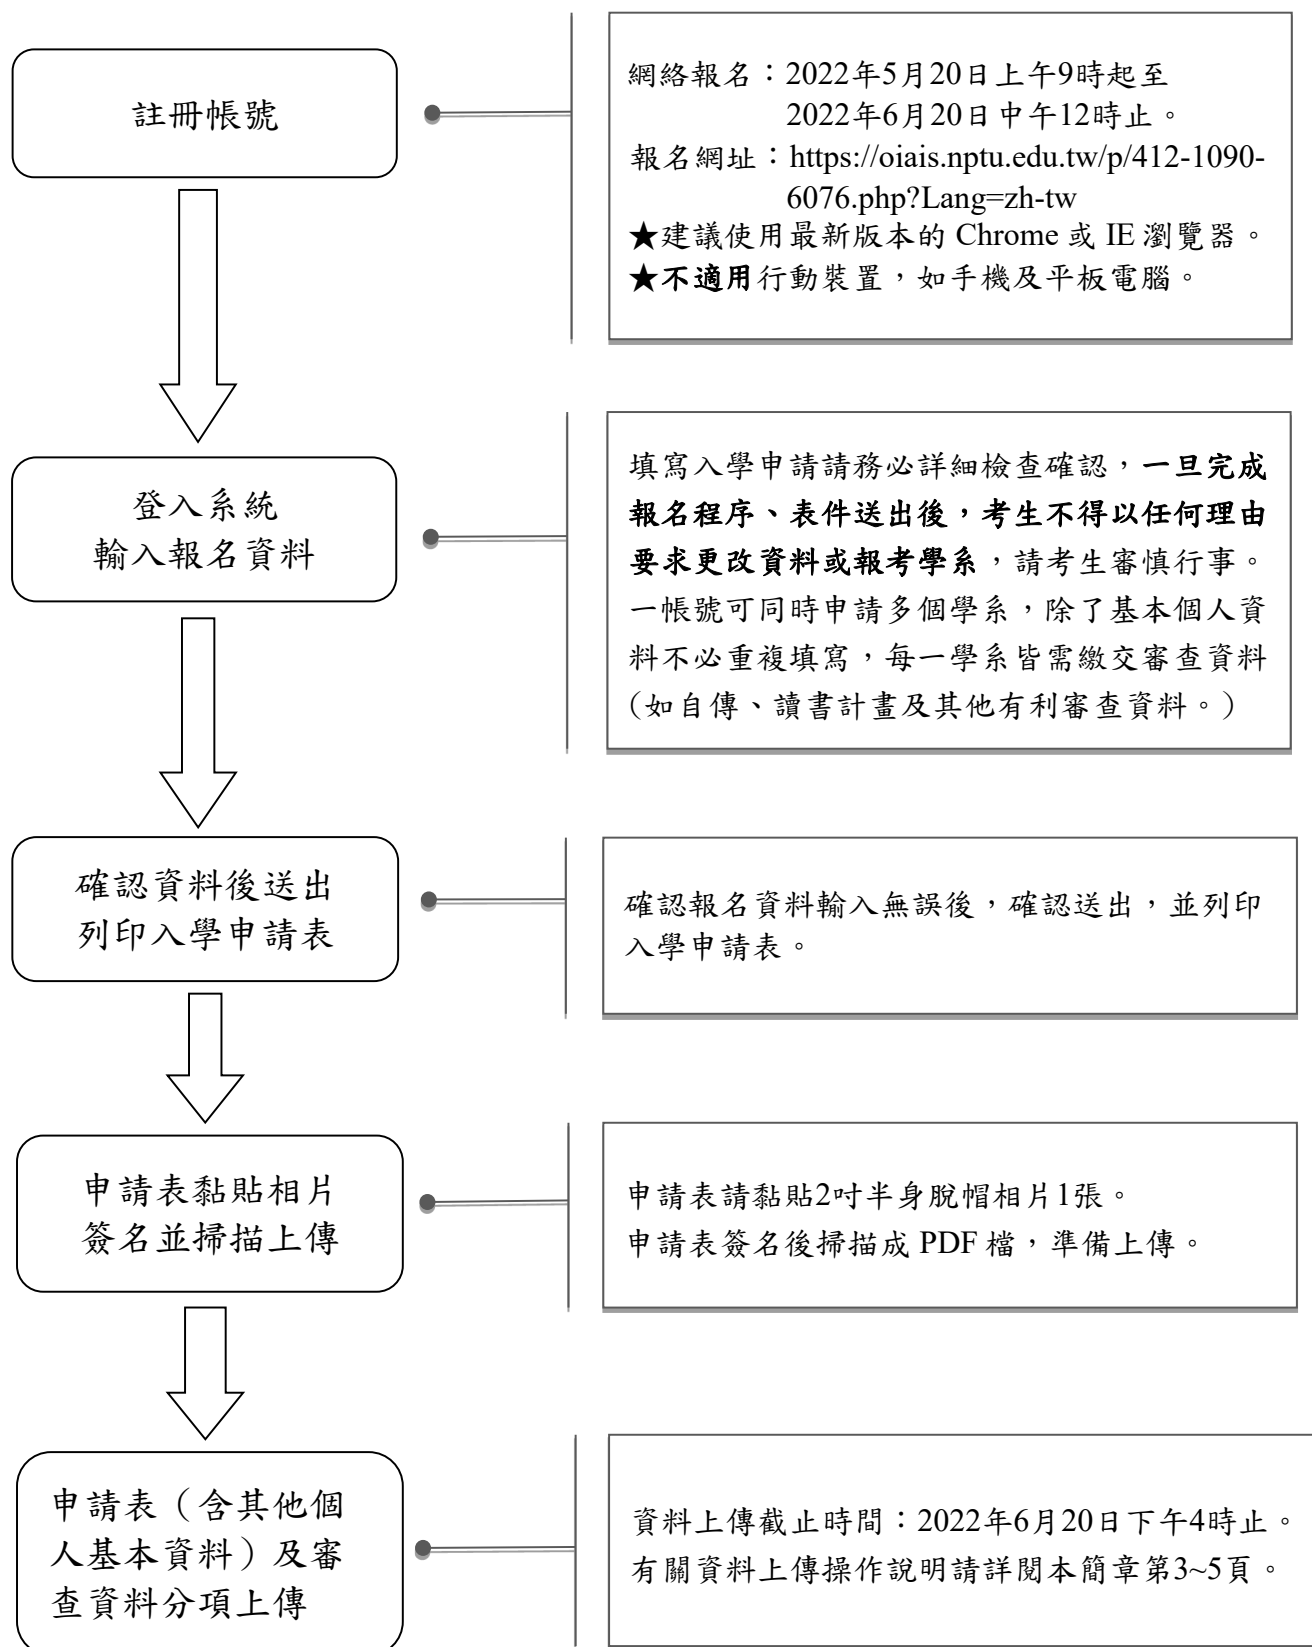 註冊帳號
網絡報名：2022年5月20日上午9時起至
2022年6月20日中午12時止。
報名網址：https://oiais.nptu.edu.tw/p/412-1090-
6076.php?Lang=zh-tw
★建議使用最新版本的 Chrome 或 IE 瀏覽器。
★不適用行動裝置，如手機及平板電腦。
登入系統
輸入報名資料
填寫入學申請請務必詳細檢查確認，一旦完成
報名程序、表件送出後，考生不得以任何理由
要求更改資料或報考學系，請考生審慎行事。
一帳號可同時申請多個學系，除了基本個人資
料不必重複填寫，每一學系皆需繳交審查資料
(如自傳、讀書計畫及其他有利審查資料。)
確認資料後送出
列印入學申請表
確認報名資料輸入無誤後，確認送出，並列印
入學申請表。
申請表黏貼相片
簽名並掃描上傳
申請表請黏貼2吋半身脫帽相片1張。
申請表簽名後掃描成 PDF 檔，準備上傳。
申請表（含其他個
人基本資料）及審
查資料分項上傳
資料上傳截止時間：2022年6月20日下午4時止。
有關資料上傳操作說明請詳閱本簡章第3~5頁。